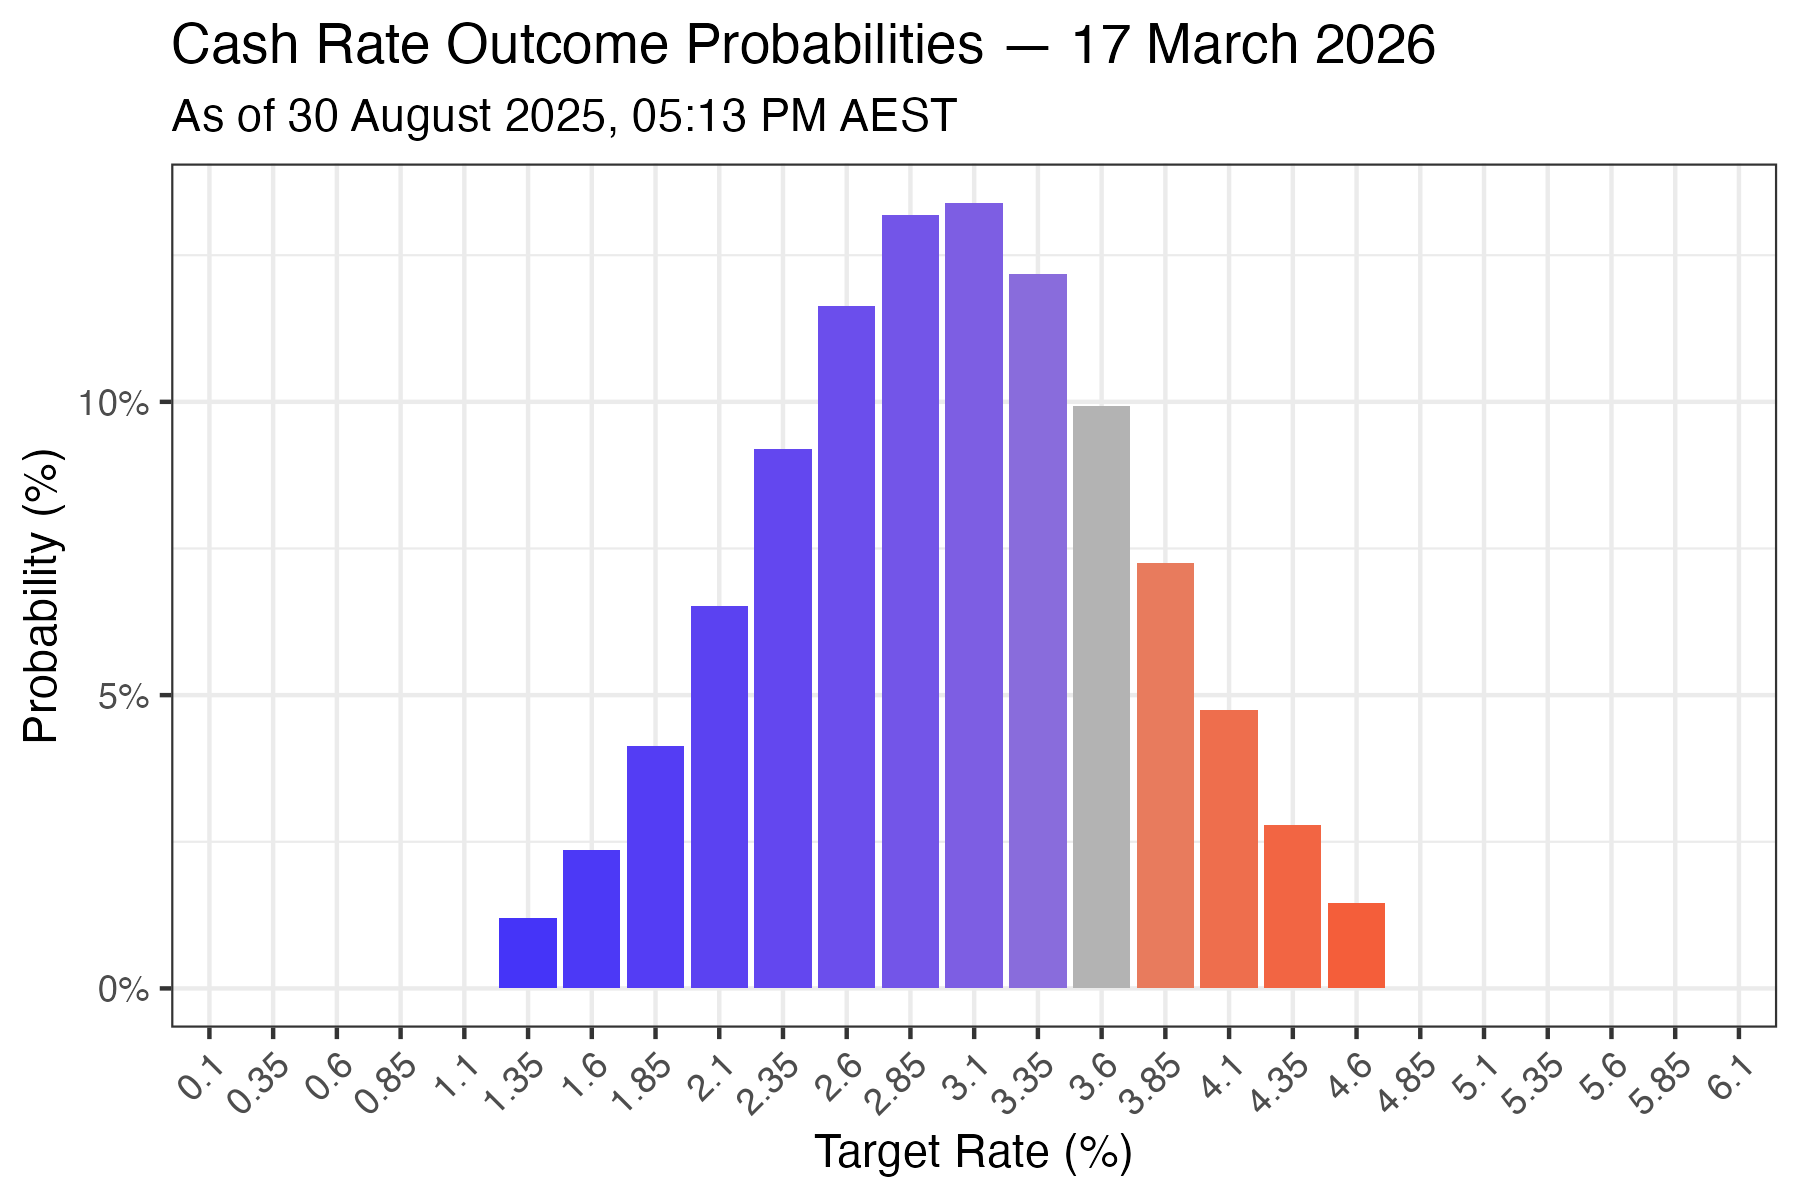 Cash Rate Outcome Probabilities — 17 March 2026
As of 30 August 2025, 05:13 PM AEST
Probability (%)
10%
5%
0%
0.1 0.35 0.6 0.85 1.1 1.35 1.6 1.85 2.1 2.35 2.6 2.85 3.1 3.35 3.6 3.85 4.1 4.35 4.6 4.85 5.1 5.35 5.6 5.85 6.1
Target Rate (%)